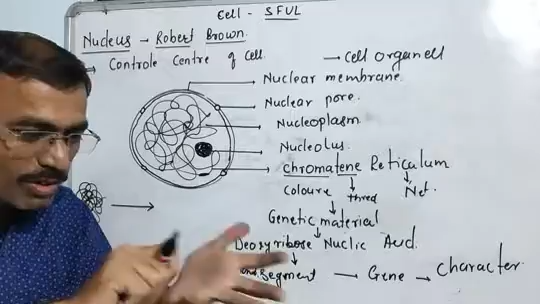 Cell - SFUL
Nucleus - Robert Brown.
→ Controle Centre of Cell. → Cell organell
Nuclear membrane
Nuclear pore.
Nucleoplasm
Nucleolus.
chromatene Reticulum
Coloure thred Net.
Genetic material
Deoxyribose Nuclic Acid.
Segment → Gene → Character